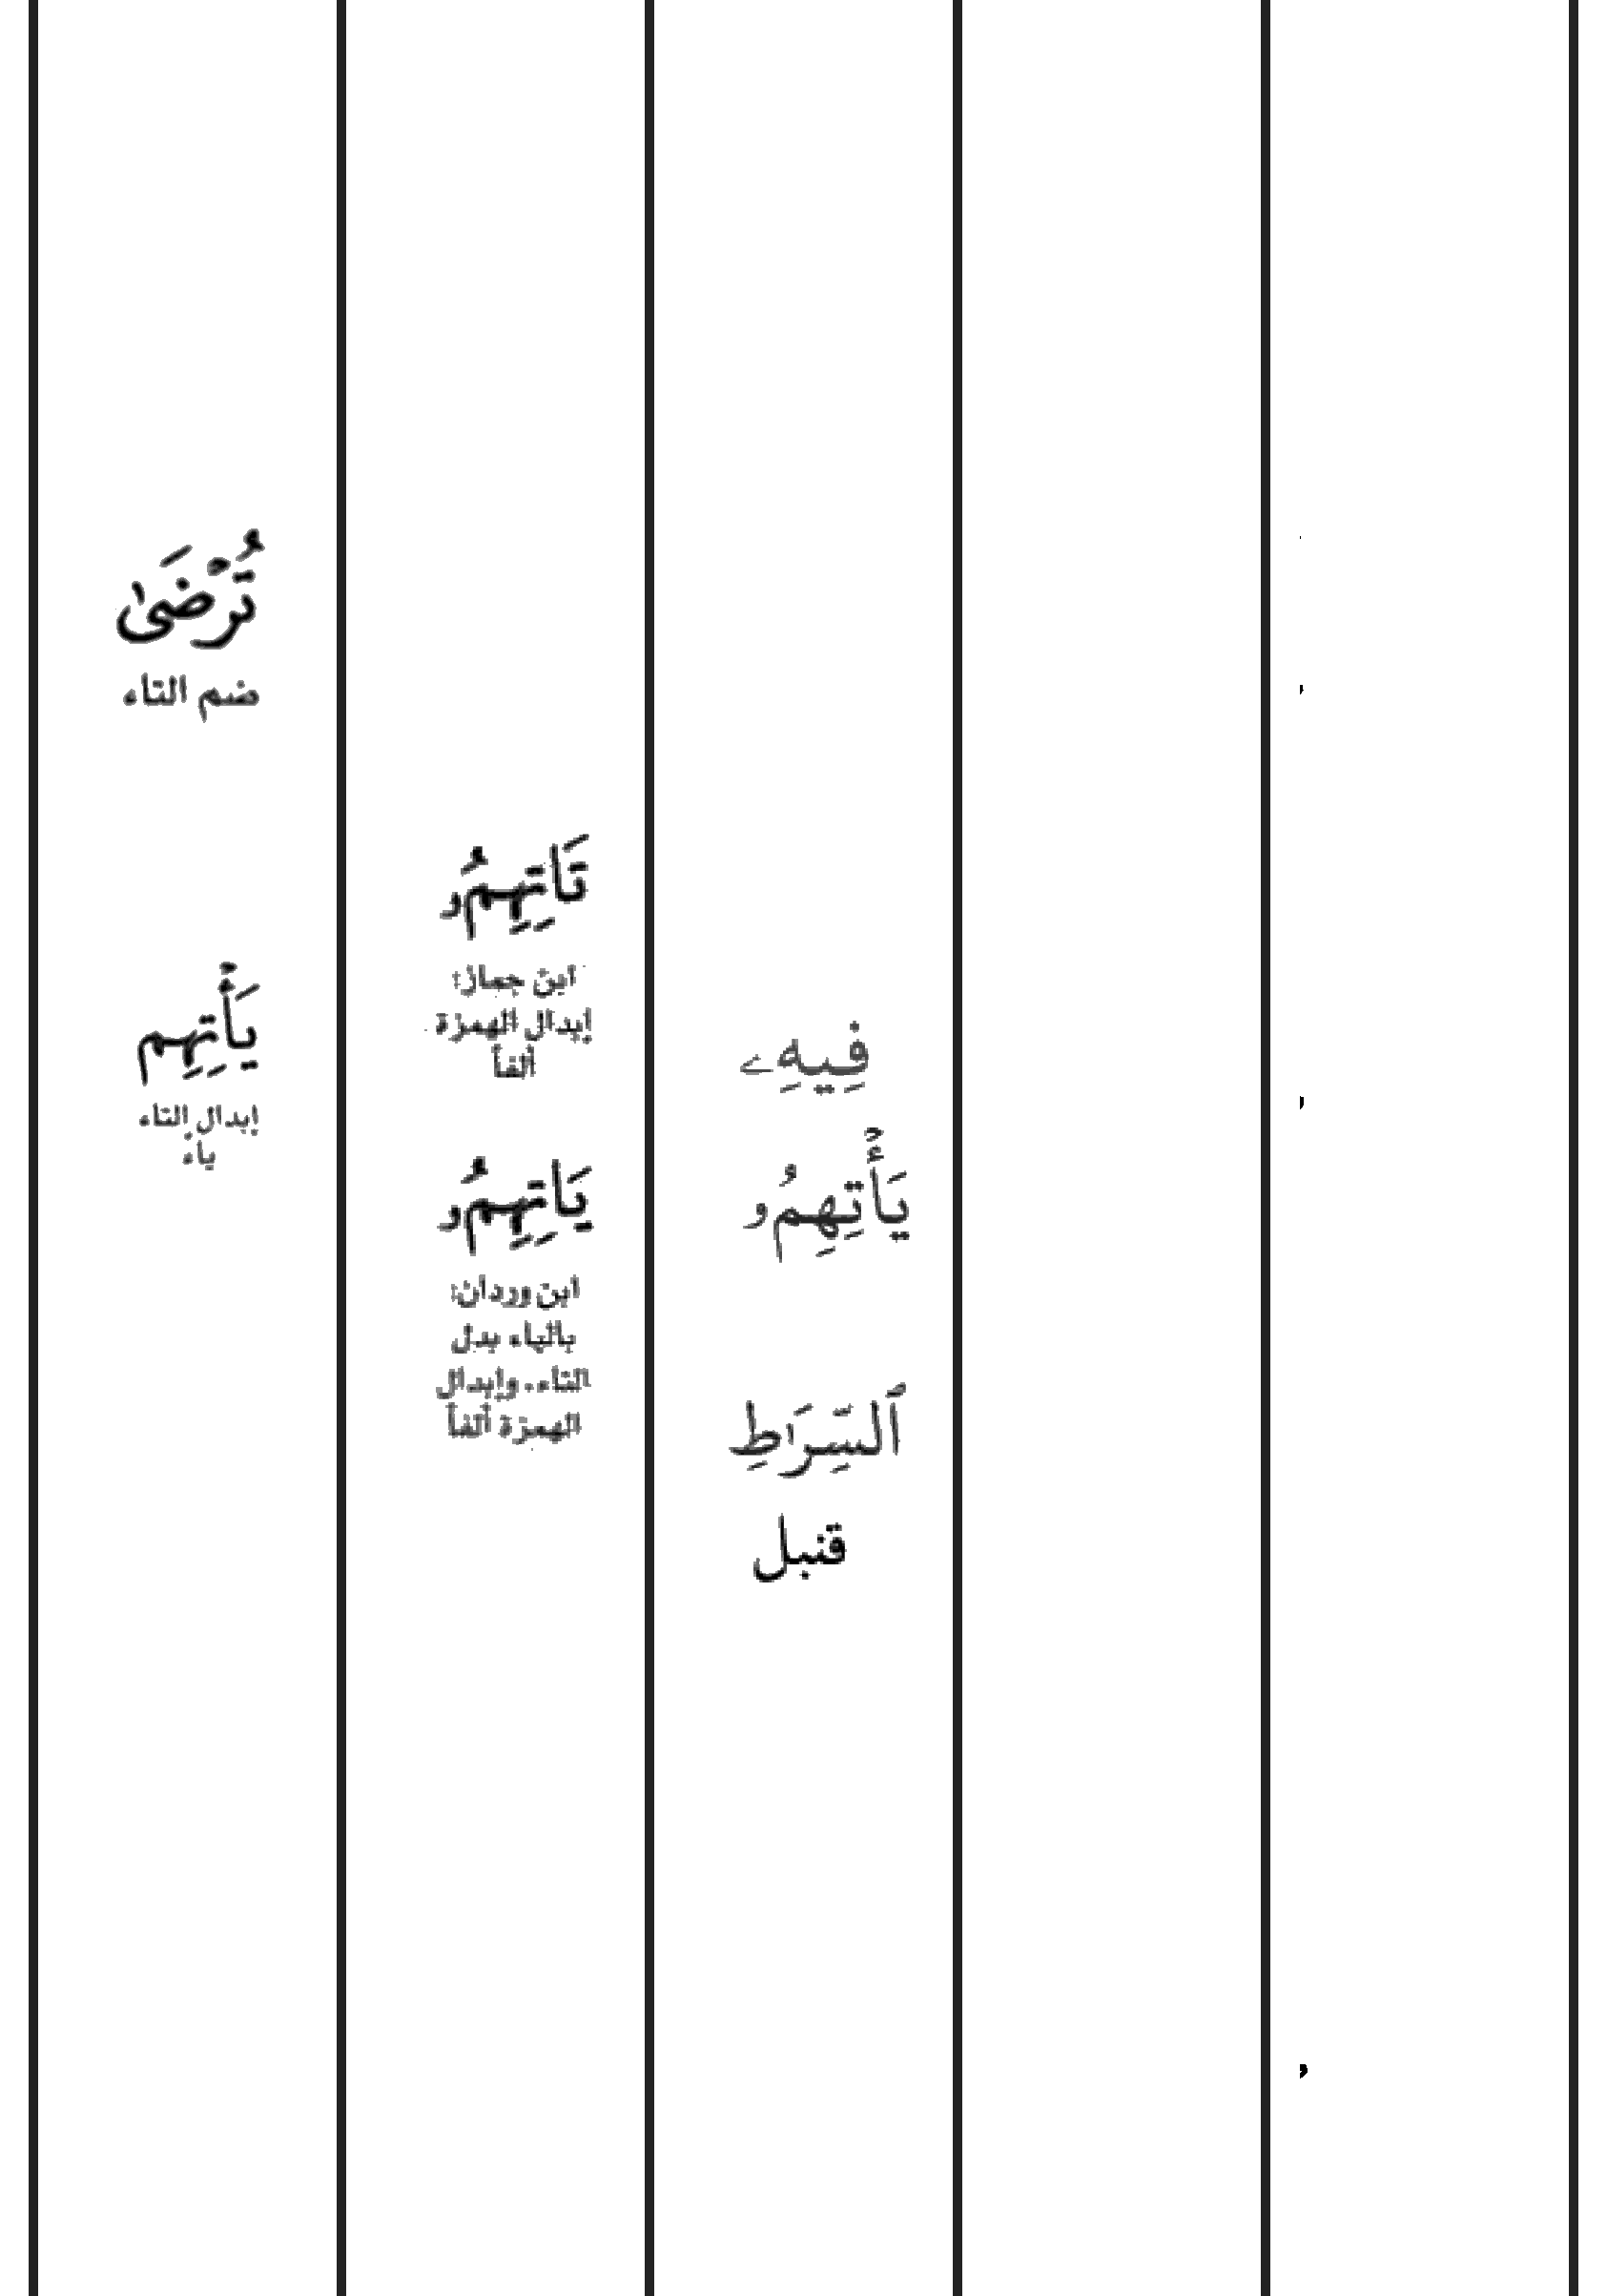 فِيهِۦ
يَأۡتِهِمُۥ
ٱلسِّرَٰطِ
قنبل
تَاتِهِمُۥ
ابن جماز:
إبدال الهمزة
ألفاً
يَاتِهِمُۥ
ابن وردان:
بالياء بدل
التاء. وإبدال
الهمزة ألفاً
تُرۡضَىٰ
ضم التاء
يَأۡتِهِم
إبدال التاء
ياءً